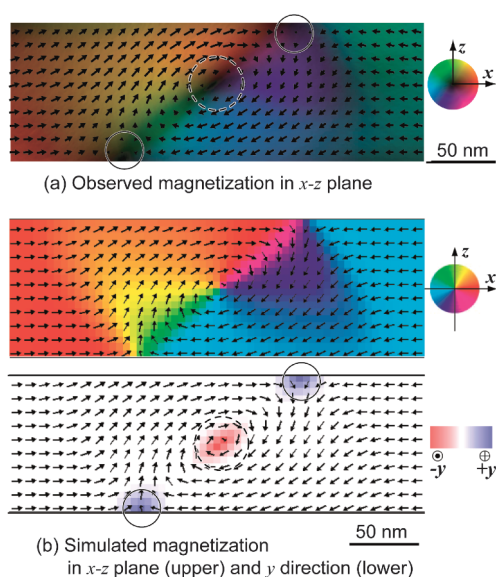 z
x
50 nm
(a) Observed magnetization in x-z plane
z
x
-y +y
50 nm
(b) Simulated magnetization
in x-z plane (upper) and y direction (lower)